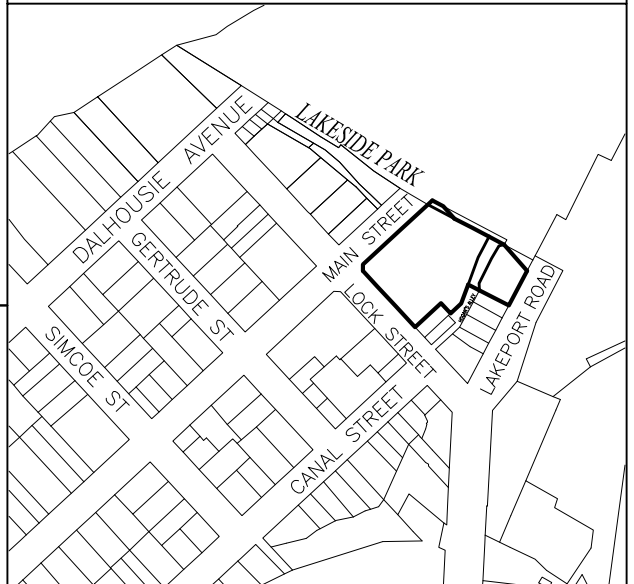 LAKESIDE PARK
DALHOUSIE AVENUE
MAIN STREET
GERTRUDE ST
LOCK STREET
LAKEPORT ROAD
SIMCOE ST
CANAL STREET